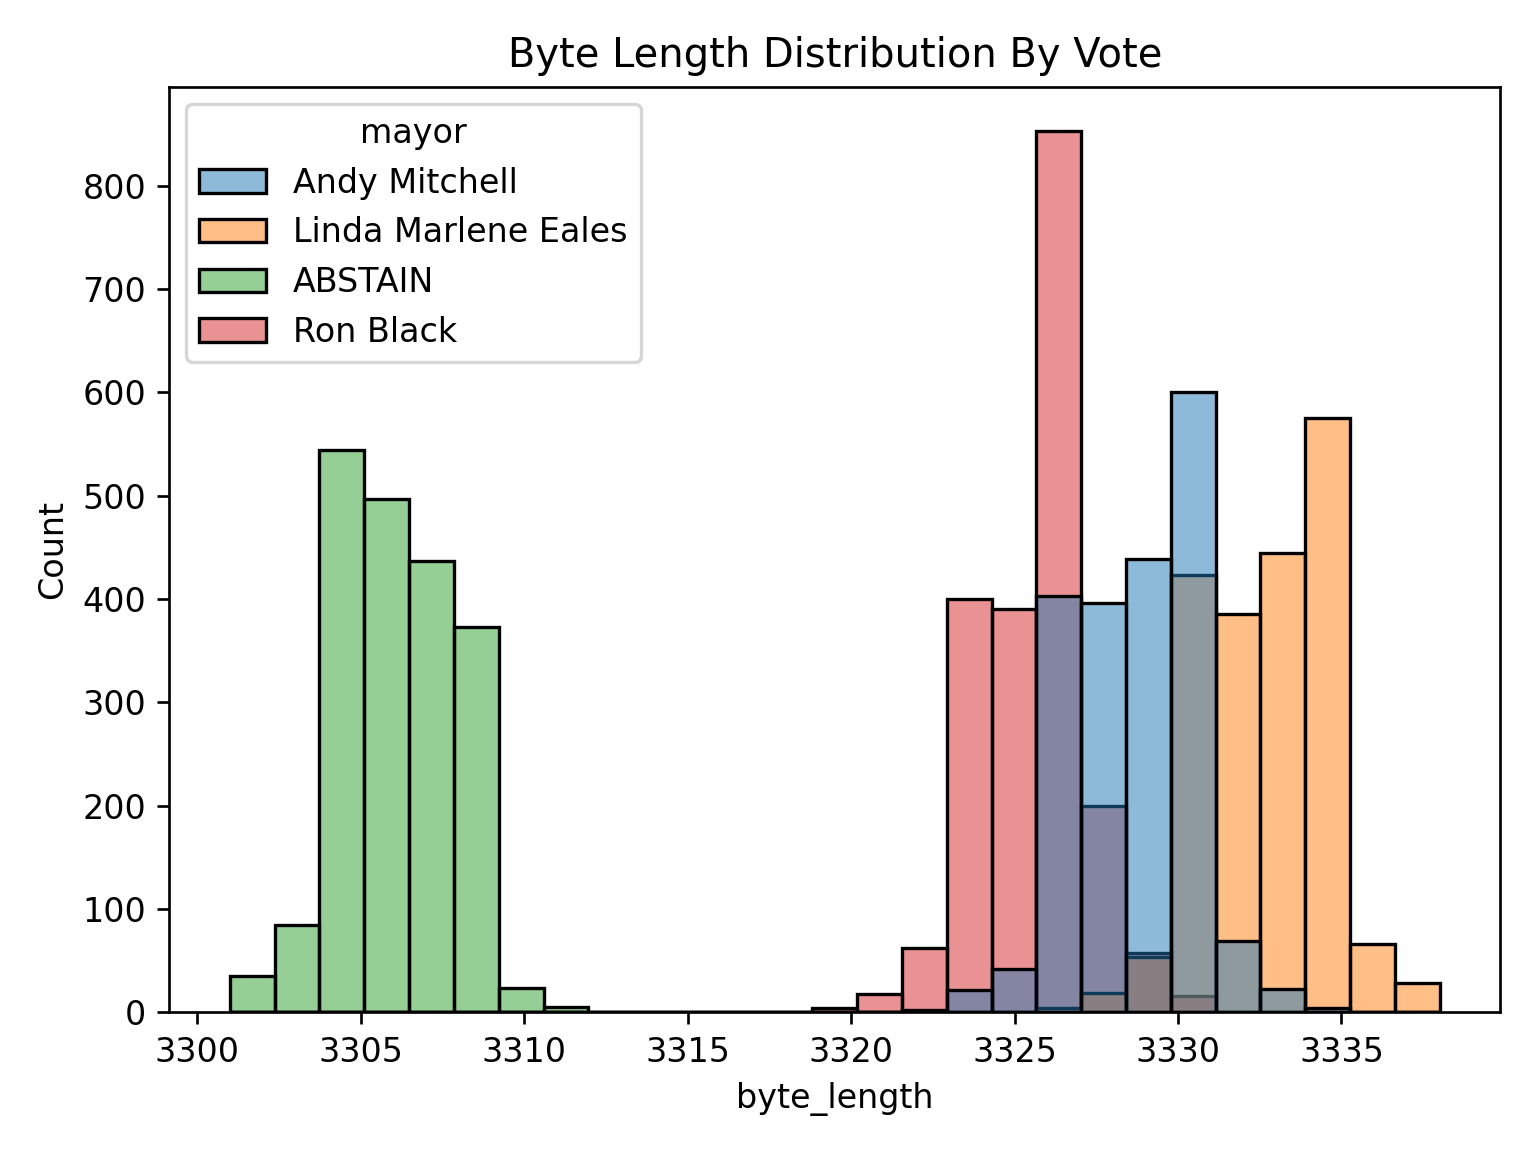 Byte Length Distribution By Vote
mayor
Andy Mitchell
Linda Marlene Eales
ABSTAIN
Ron Black
800
700
600
500
400
300
200
100
0
Count
3300 3305 3310 3315 3320 3325 3330 3335
byte_length